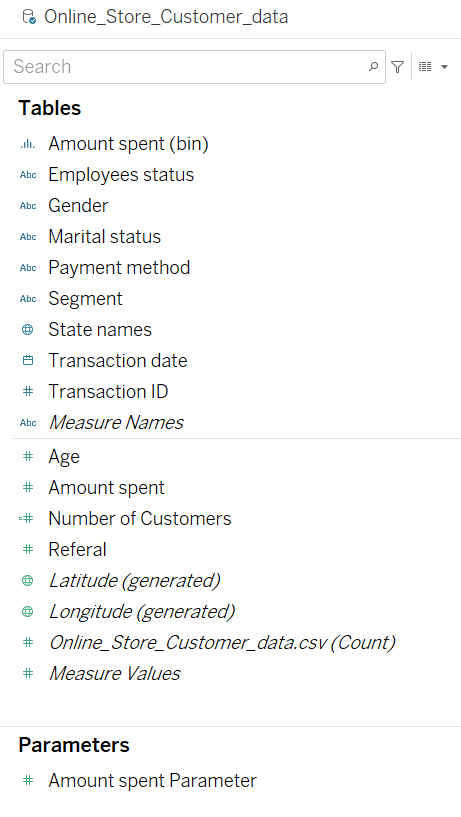 Online_Store_Customer_data
Search
Tables
Amount spent (bin)
Abc Employees status
Abc Gender
Abc Marital status
Abc Payment method
Abc Segment
State names
Transaction date
# Transaction ID
Abc Measure Names
# Age
# Amount spent
=# Number of Customers
# Referal
Latitude (generated)
Longitude (generated)
# Online_Store_Customer_data.csv (Count)
# Measure Values
Parameters
# Amount spent Parameter